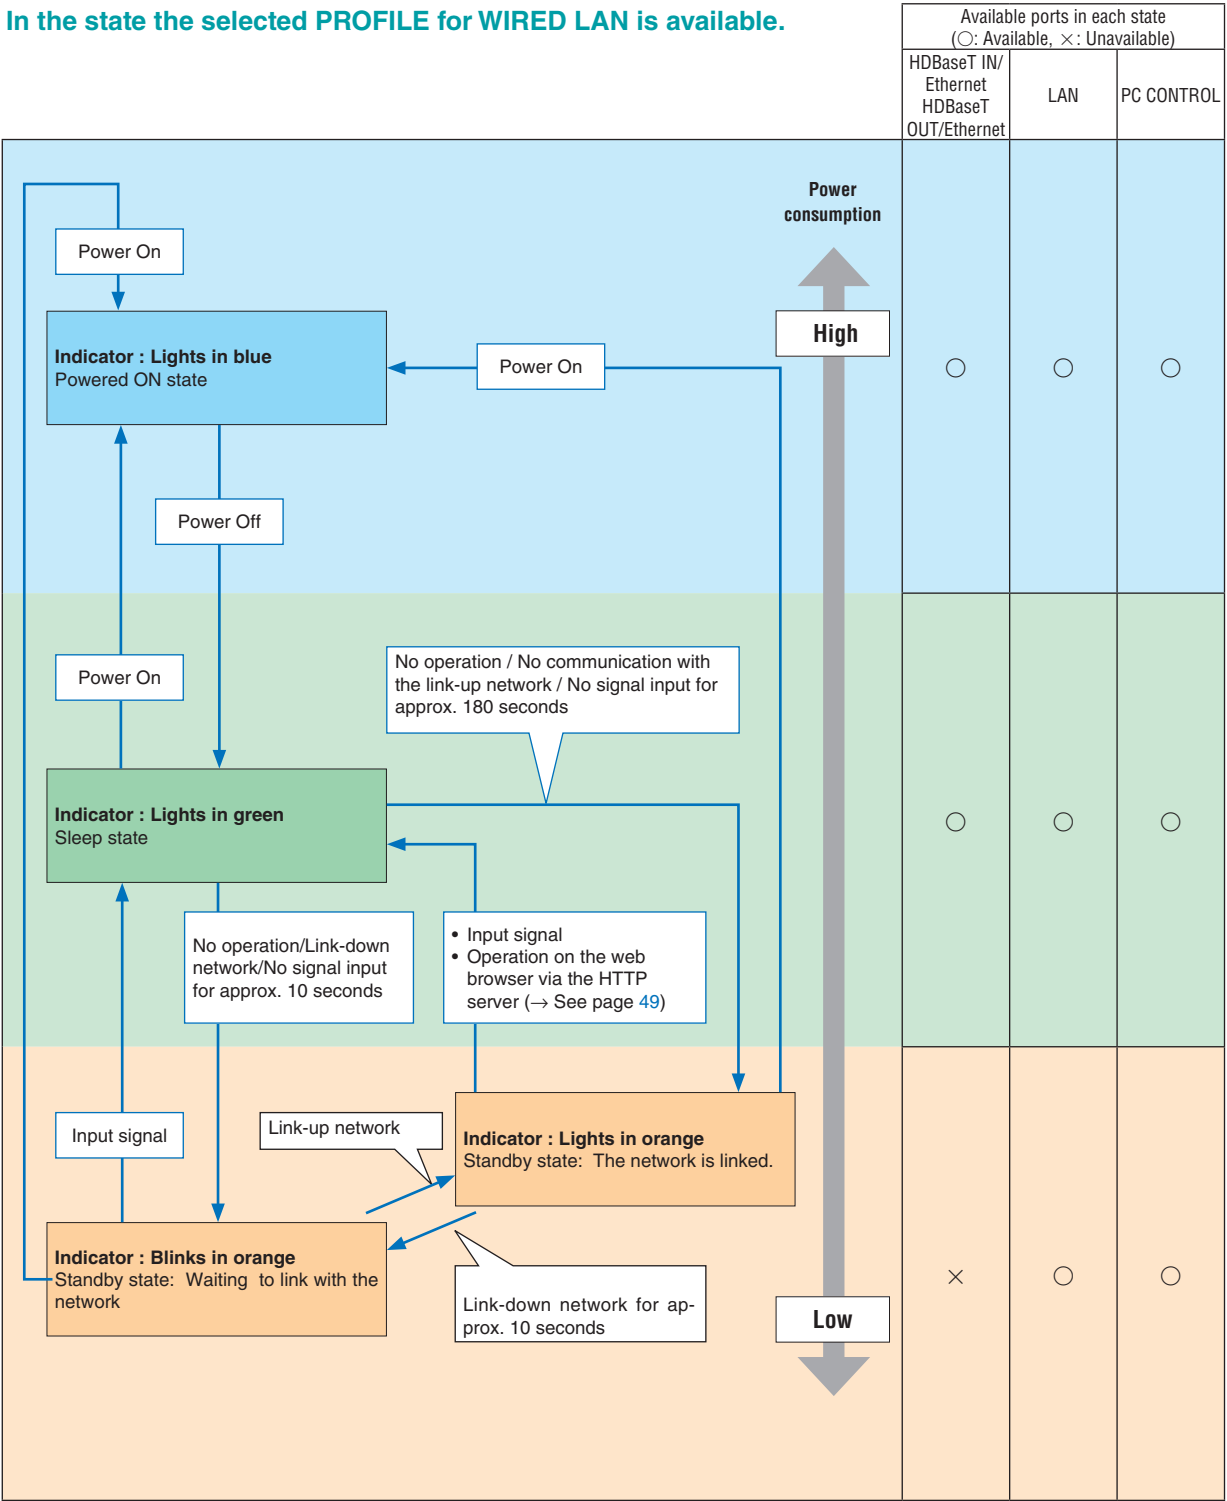 In the state the selected PROFILE for WIRED LAN is available.
Available ports in each state
(○: Available, ×: Unavailable)
HDBaseT IN/
Ethernet
HDBaseT
OUT/Ethernet
LAN
PC CONTROL
Power
consumption
Power On
High
Indicator : Lights in blue
Powered ON state
Power On
○
○
○
Power Off
Power On
No operation / No communication with
the link-up network / No signal input for
approx. 180 seconds
Indicator : Lights in green
Sleep state
○
○
○
No operation/Link-down
network/No signal input
for approx. 10 seconds
• Input signal
• Operation on the web
browser via the HTTP
server (→ See page 49)
Input signal
Link-up network
Indicator : Lights in orange
Standby state: The network is linked.
Indicator : Blinks in orange
Standby state: Waiting to link with the
network
Link-down network for ap-
prox. 10 seconds
Low
×
○
○